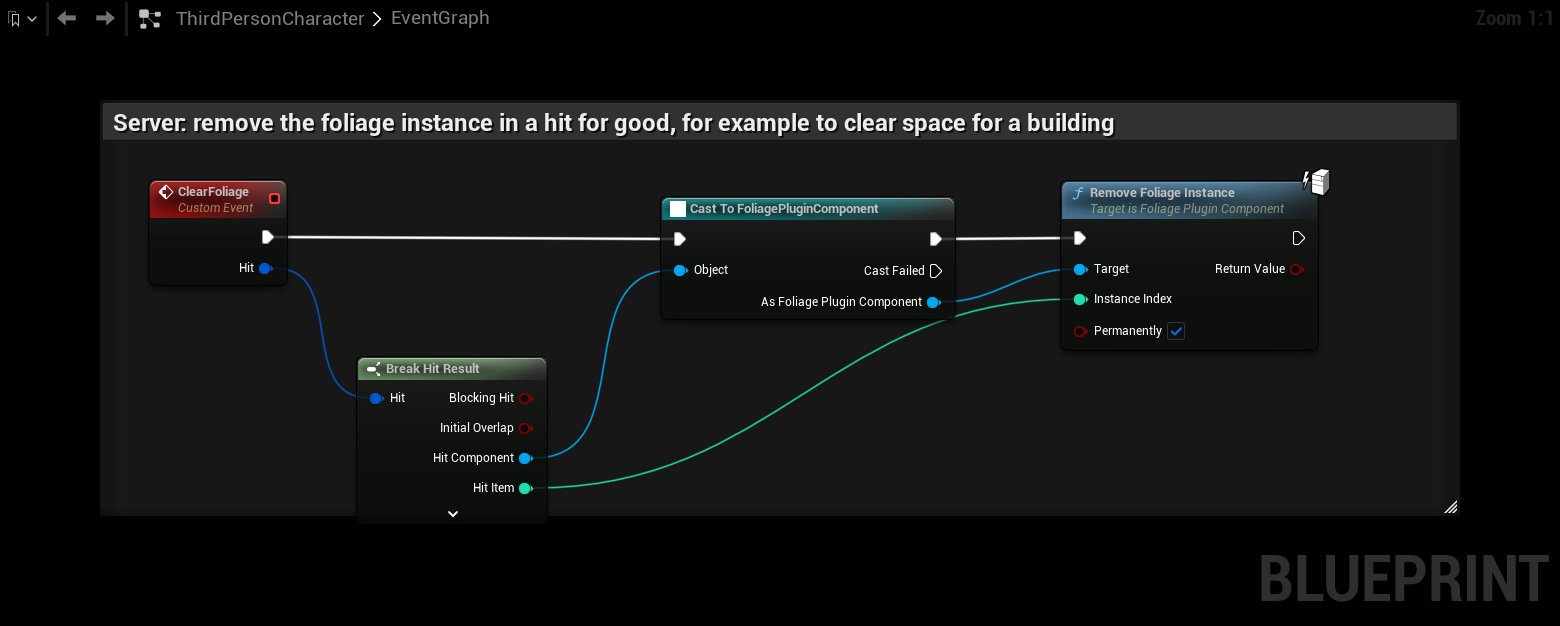 ThirdPersonCharacter > EventGraph
Zoom 1:1
Server: remove the foliage instance in a hit for good, for example to clear space for a building
ClearFoliage
Custom Event
Hit
Cast To FoliagePluginComponent
Object
Cast Failed
As Foliage Plugin Component
Remove Foliage Instance
Target is Foliage Plugin Component
Target
Return Value
Instance Index
Permanently
Break Hit Result
Hit
Blocking Hit
Initial Overlap
Hit Component
Hit Item
BLUEPRINT